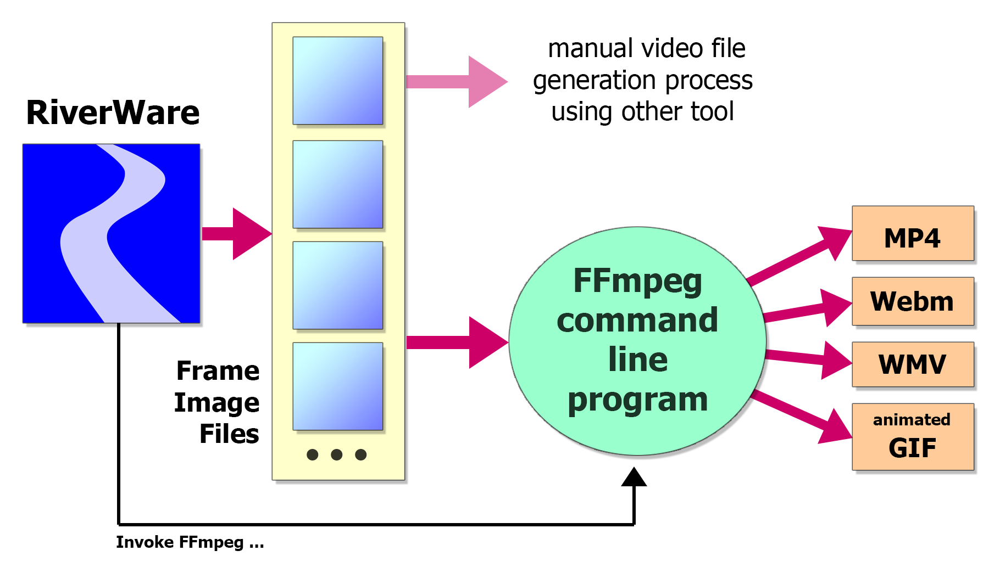 RiverWare
Frame
Image
Files
manual video file
generation process
using other tool
FFmpeg
command
line
program
MP4
Webm
WMV
animated
GIF
Invoke FFmpeg ...